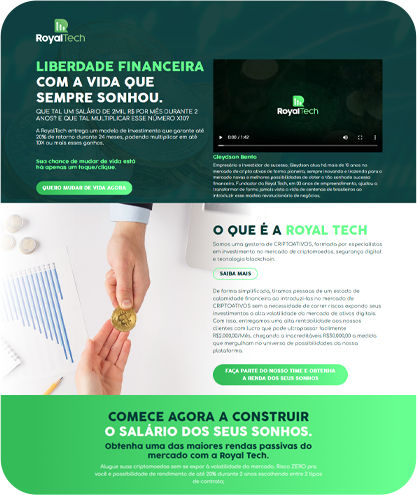 RoyalTech
LIBERDADE FINANCEIRA
COM A VIDA QUE
SEMPRE SONHOU.
QUE TAL UM SALÁRIO DE 2MIL R$ POR MÊS DURANTE 2
ANOS? E QUE TAL MULTIPLICAR ESSE NÚMERO X10?
A RoyalTech entrega um modelo de investimento que garante até
20% de retorno durante 24 meses, podendo multiplicar em até
10X ou mais esses ganhos.
Sua chance de mudar de vida está
há apenas um toque/clique.
QUERO MUDAR DE VIDA AGORA
RoyalTech
0:00 / 1:42
Gleydson Bento
Empresário e investidor de sucesso, Gleydson atua há mais de 10 anos no
mercado de cripto ativos de forma pioneira, sempre inovando e trazendo para o
mercado novas e melhores possibilidades de obter a tão sonhada sucesso
financeiro. Fundador da Royal Tech, em 03 anos de empreendimento, ajudou a
transformar de forma jamais vista a vida de centenas de brasileiros ao
introduzir esse modelo revolucionário de negócios.
O QUE É A ROYAL TECH
Somos uma gestora de CRIPTOATIVOS, formada por especialistas
em investimento no mercado de criptomoedas, segurança digital
e tecnologia blockchain.
SAIBA MAIS
De forma simplificada, tiramos pessoas de um estado de
calamidade financeira ao introduzi-las no mercado de
CRIPTOATIVOS sem a necessidade de correr riscos expondo seus
investimentos a alta volatilidade do mercado de ativos digitais.
Com isso, entregamos uma alta rentabilidade aos nossos
clientes com lucro que pode ultrapassar facilmente
R$2.000,00/Mês, chegando a inacreditáveis R$30.000,00 a medida
que mergulham no universo de possibilidades da nossa
plataforma.
FAÇA PARTE DO NOSSO TIME E OBTENHA
A RENDA DOS SEUS SONHOS
COMECE AGORA A CONSTRUIR
O SALÁRIO DOS SEUS SONHOS.
Obtenha uma das maiores rendas passivas do
mercado com a Royal Tech.
Alugue suas criptomoedas sem se expor à volatilidade do mercado. Risco ZERO pra
você e possibilidade de rendimento de até 20% durante 2 anos escolhendo entre 3 tipos
de contrato.